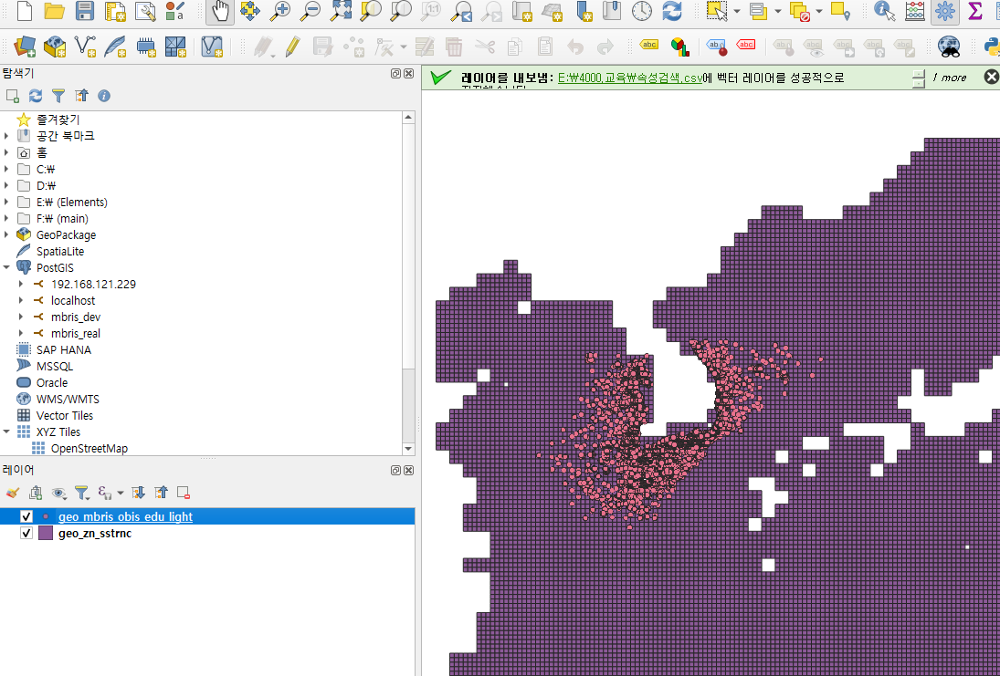 abc
abc
abc
탐색기
레이어를 내보냄: E:\4000.교육\속성검색.csv에 벡터 레이어를 성공적으로
1 more
즐겨찾기
공간 북마크
홈
C:\
D:\
E:\ (Elements)
F:\ (main)
GeoPackage
SpatiaLite
PostGIS
192.168.121.229
localhost
mbris_dev
mbris_real
SAP HANA
MSSQL
Oracle
WMS/WMTS
Vector Tiles
XYZ Tiles
OpenStreetMap
레이어
geo_mbris_obis_edu_light
geo_zn_sstrnc